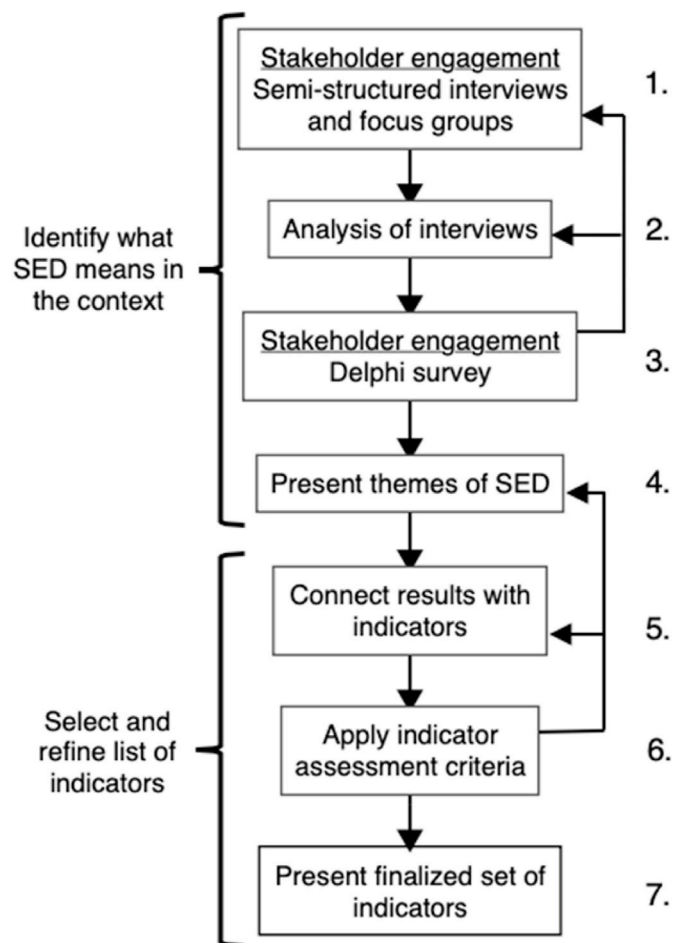 Stakeholder engagement
Semi-structured interviews
and focus groups
1.
Analysis of interviews
2.
Identify what
SED means in
the context
Stakeholder engagement
Delphi survey
3.
Present themes of SED
4.
Connect results with
indicators
5.
Select and
refine list of
indicators
Apply indicator
assessment criteria
6.
Present finalized set of
indicators
7.